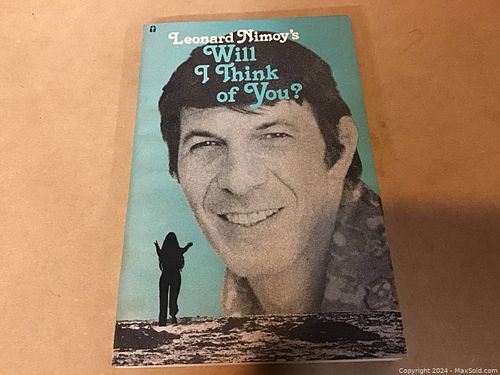 Leonard Nimoy's
Will
I Think
of You?
Copyright 2024 - MaxSold.com